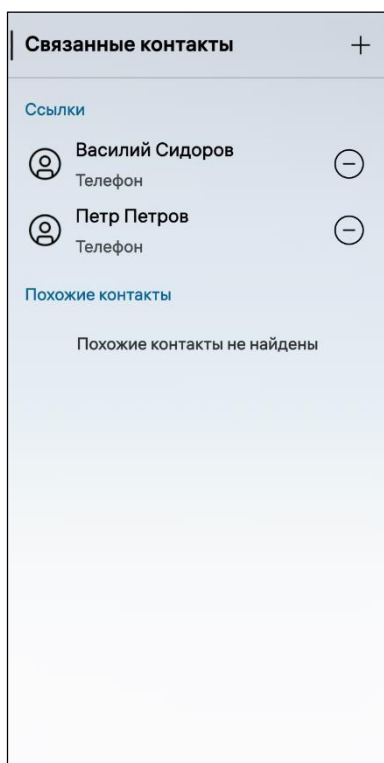 Связанные контакты
Ссылки
Василий Сидоров
Телефон
Петр Петров
Телефон
Похожие контакты
Похожие контакты не найдены